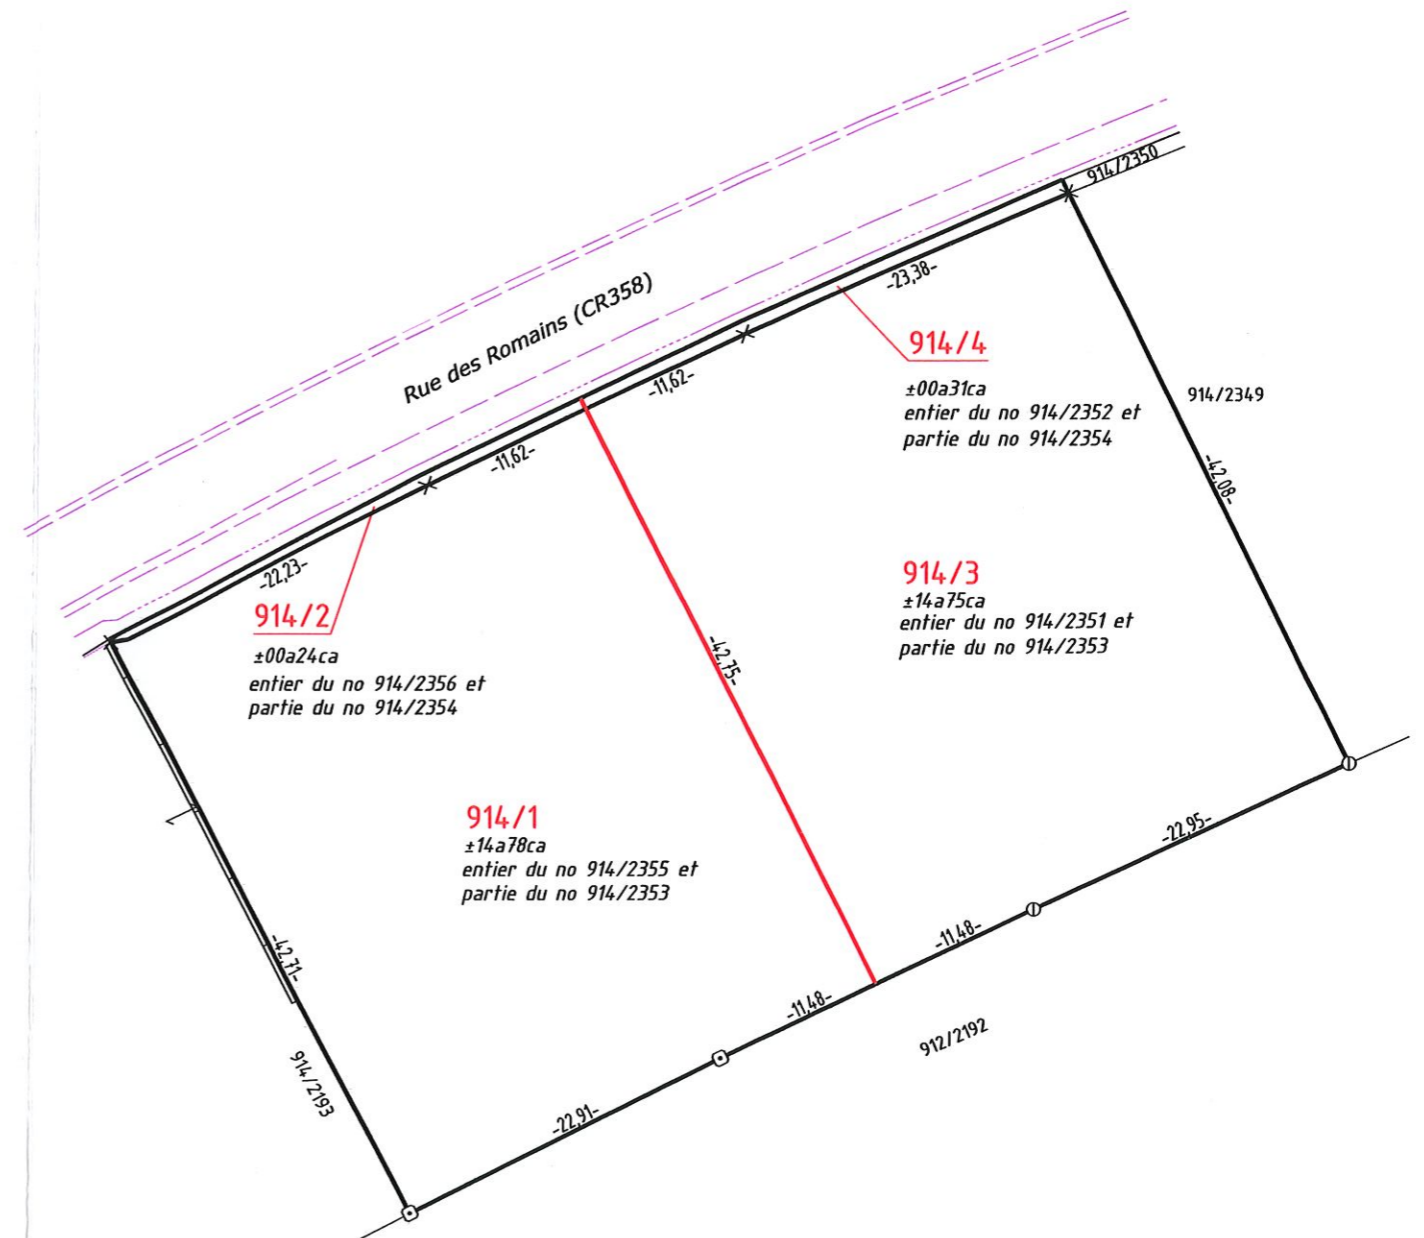 914/2350
Rue des Romains (CR358)
-23,38-
914/4
±00a31ca
entier du no 914/2352 et
partie du no 914/2354
-11,62-
914/2349
-11,62-
-42,08-
-22,23-
914/2
±00a24ca
entier du no 914/2356 et
partie du no 914/2354
914/3
±14a75ca
entier du no 914/2351 et
partie du no 914/2353
-42,75-
914/1
±14a78ca
entier du no 914/2355 et
partie du no 914/2353
-22,95-
-11,48-
-42,71-
-11,48-
912/2192
914/2193
-22,91-